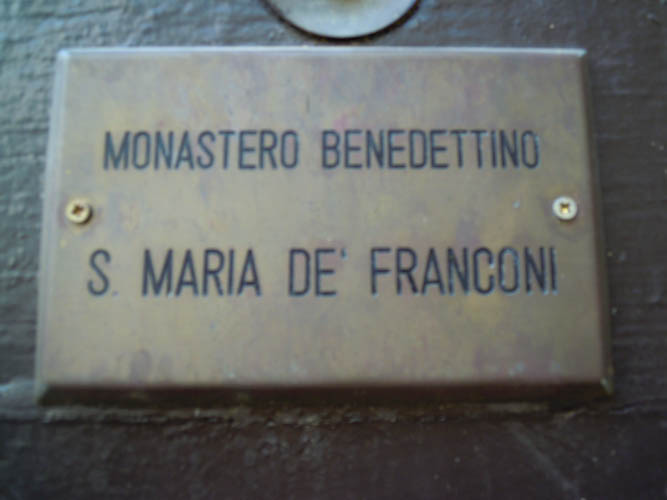 MONASTERO BENEDETTINO
S. MARIA DE' FRANCONI